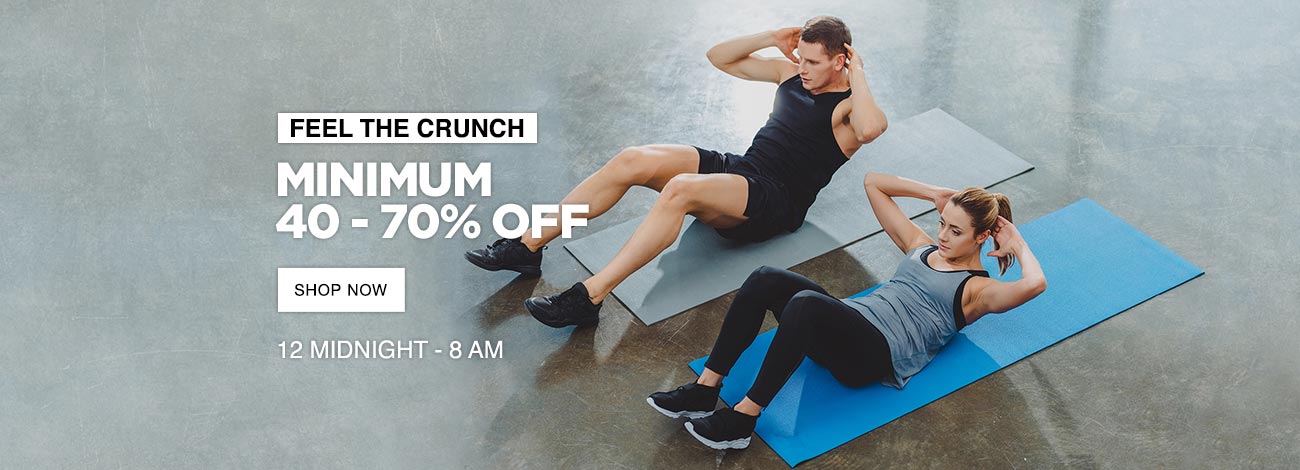 FEEL THE CRUNCH
MINIMUM
40 - 70% OFF
SHOP NOW
12 MIDNIGHT - 8 AM